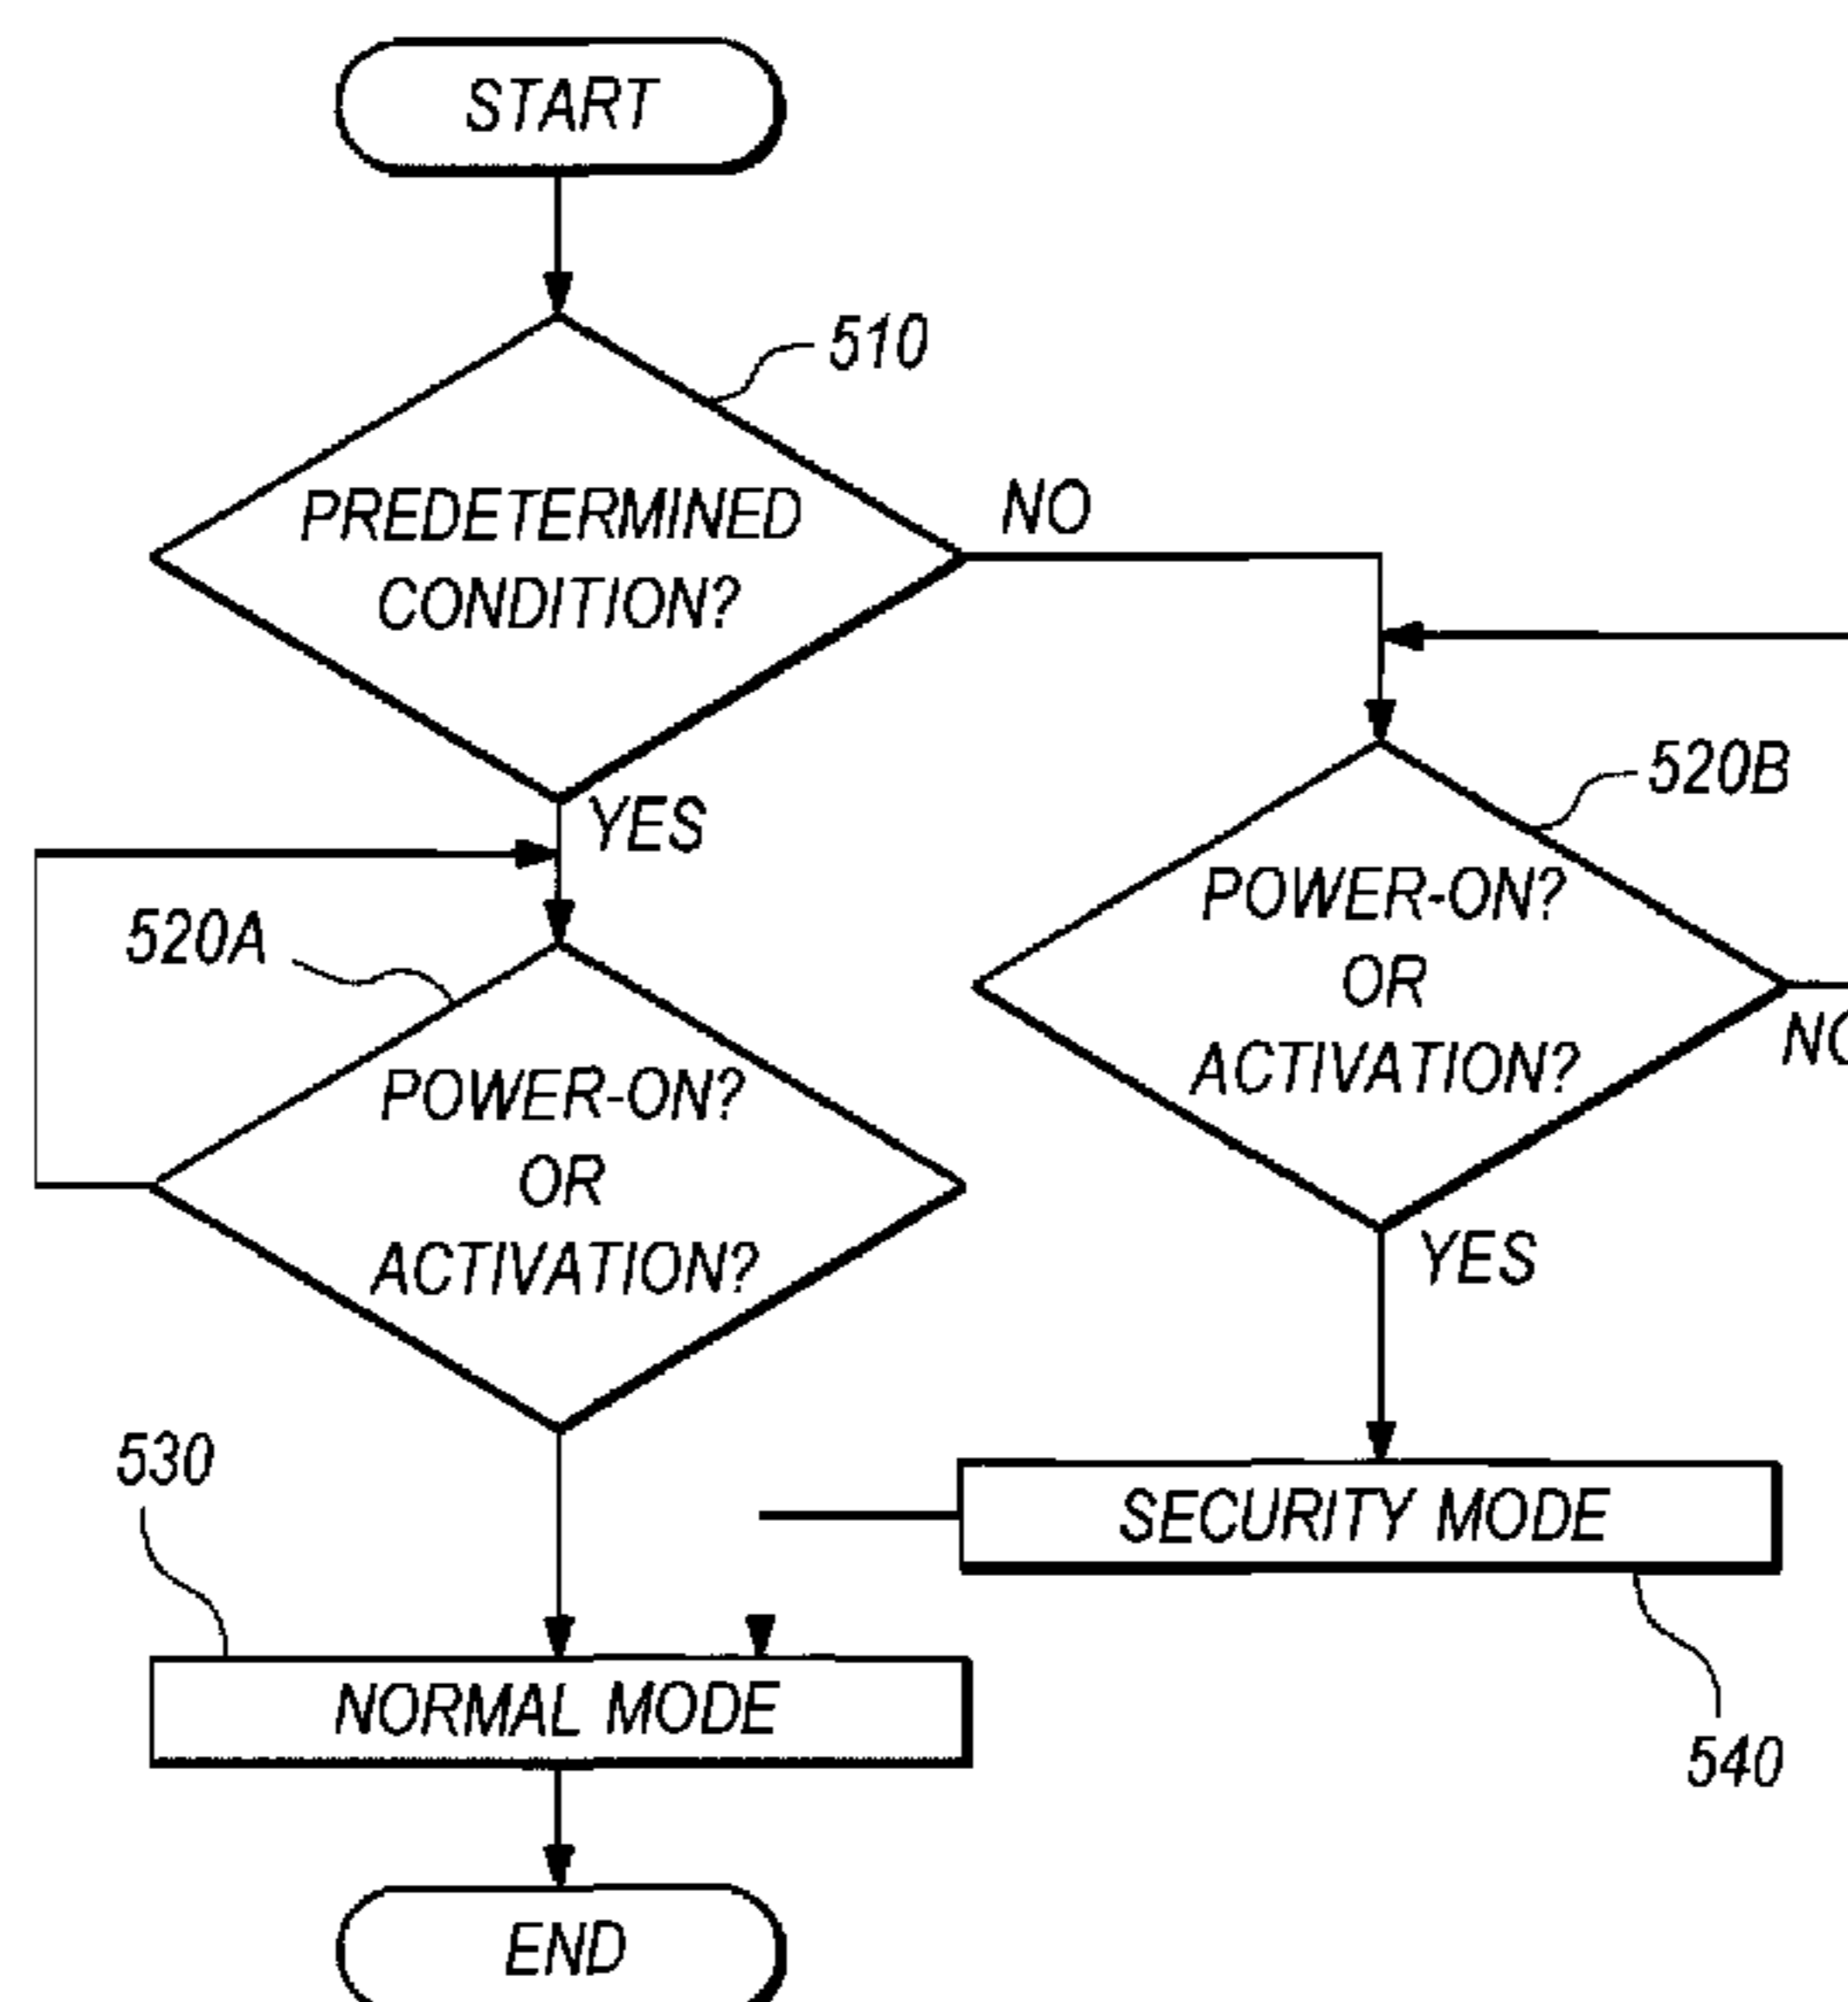 START
510
PREDETERMINED
CONDITION?
NO
YES
520B
POWER-ON?
OR
ACTIVATION?
NO
YES
520A
POWER-ON?
OR
ACTIVATION?
530
SECURITY MODE
NORMAL MODE
540
END